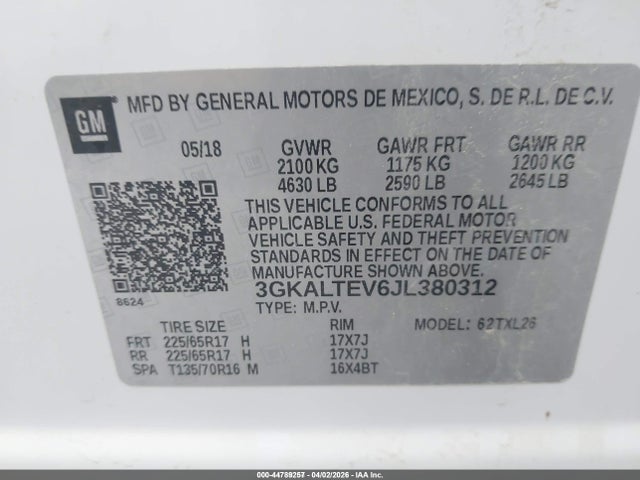 GM
MFD BY GENERAL MOTORS DE MEXICO, S. DE R.L. DE C.V.
05/18 GVWR GAWR FRT GAWR RR
2100 KG 1175 KG 1200 KG
4630 LB 2590 LB 2645 LB
THIS VEHICLE CONFORMS TO ALL
APPLICABLE U.S. FEDERAL MOTOR
VEHICLE SAFETY AND THEFT PREVENTION
STANDARDS IN EFFECT ON THE DATE OF
MANUFACTURE SHOWN ABOVE.
8624
3GKALTEV6JL380312
TYPE: M.P.V. MODEL: 62TXL26
TIRE SIZE RIM
FRT 225/65R17 H 17X7J
RR 225/65R17 H 17X7J
SPA T135/70R16 M 16X4BT
000-44789257 - 04/02/2026 - IAA Inc.